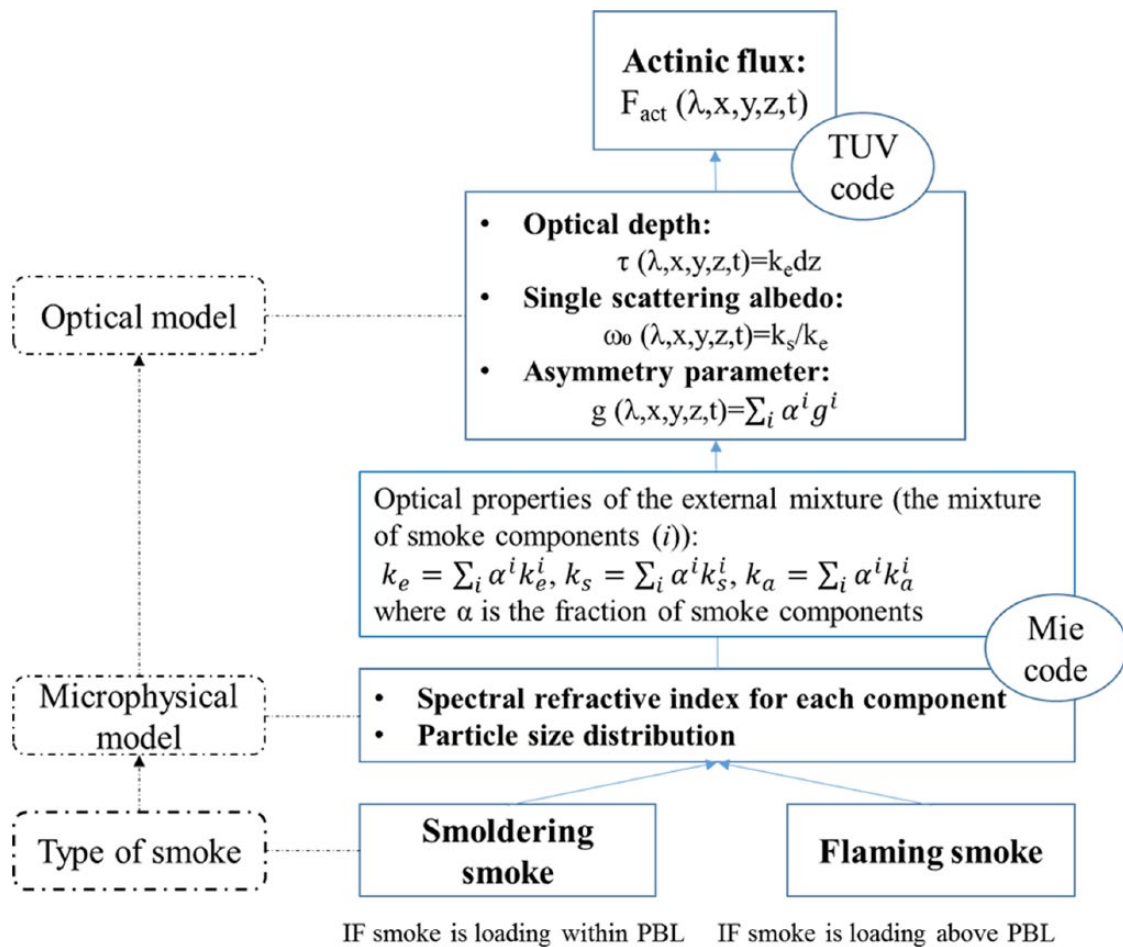 Actinic flux:
F_act (λ,x,y,z,t)
TUV
code
• Optical depth:
τ (λ,x,y,z,t)=k_edz
• Single scattering albedo:
ω₀ (λ,x,y,z,t)=k_s/k_e
• Asymmetry parameter:
g (λ,x,y,z,t)=∑_i α^i g^i
Optical model
Optical properties of the external mixture (the mixture
of smoke components (i)):
k_e = ∑_i α^i k_e^i, k_s = ∑_i α^i k_s^i, k_a = ∑_i α^i k_a^i
where α is the fraction of smoke components
Mie
code
Microphysical
model
• Spectral refractive index for each component
• Particle size distribution
Type of smoke
Smoldering
smoke
Flaming smoke
IF smoke is loading within PBL
IF smoke is loading above PBL